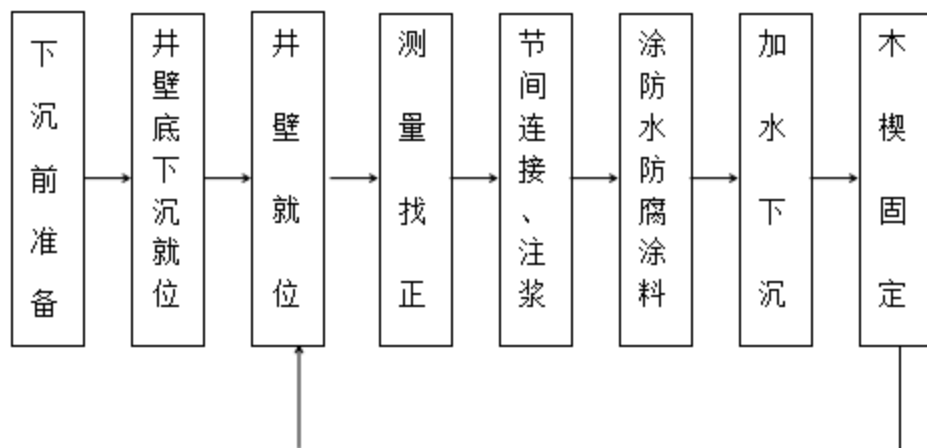 下沉前准备
井壁底下沉就位
井壁就位
测量找正
节间连接、注浆
涂防水防腐涂料
加水下沉
木楔固定